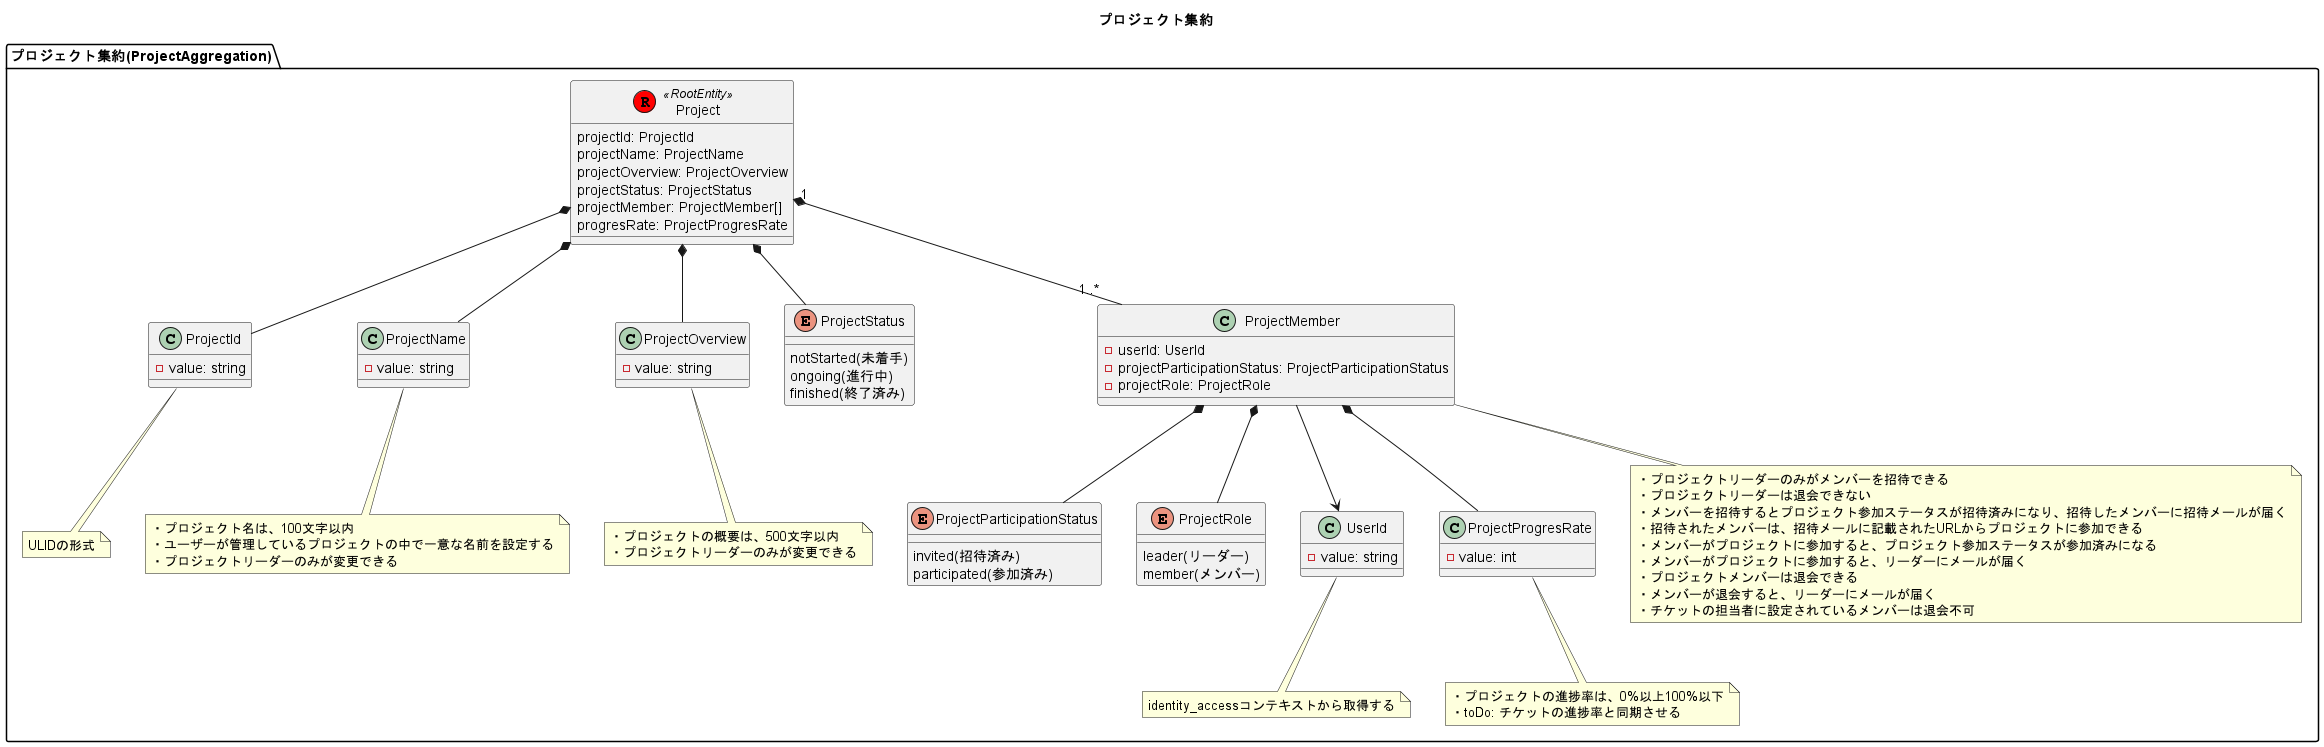 プロジェクト集約
プロジェクト集約(ProjectAggregation)
R
«RootEntity»
Project
projectId: ProjectId
projectName: ProjectName
projectOverview: ProjectOverview
projectStatus: ProjectStatus
projectMember: ProjectMember[]
progresRate: ProjectProgresRate
1
1..*
C ProjectId
value: string
C ProjectName
value: string
C ProjectOverview
value: string
E ProjectStatus
notStarted(未着手)
ongoing(進行中)
finished(終了済み)
C ProjectMember
userId: UserId
projectParticipationStatus: ProjectParticipationStatus
projectRole: ProjectRole
ULIDの形式
・プロジェクト名は、100文字以内
・ユーザーが管理しているプロジェクトの中で一意な名前を設定する
・プロジェクトリーダーのみが変更できる
・プロジェクトの概要は、500文字以内
・プロジェクトリーダーのみが変更できる
E ProjectParticipationStatus
invited(招待済み)
participated(参加済み)
E ProjectRole
leader(リーダー)
member(メンバー)
C UserId
value: string
C ProjectProgresRate
value: int
・プロジェクトリーダーのみがメンバーを招待できる
・プロジェクトリーダーは退会できない
・メンバーを招待するとプロジェクト参加ステータスが招待済みになり、招待したメンバーに招待メールが届く
・招待されたメンバーは、招待メールに記載されたURLからプロジェクトに参加できる
・メンバーがプロジェクトに参加すると、プロジェクト参加ステータスが参加済みになる
・メンバーがプロジェクトに参加すると、リーダーにメールが届く
・プロジェクトメンバーは退会できる
・メンバーが退会すると、リーダーにメールが届く
・チケットの担当者に設定されているメンバーは退会不可
identity_accessコンテキストから取得する
・プロジェクトの進捗率は、0%以上100%以下
・toDo: チケットの進捗率と同期させる